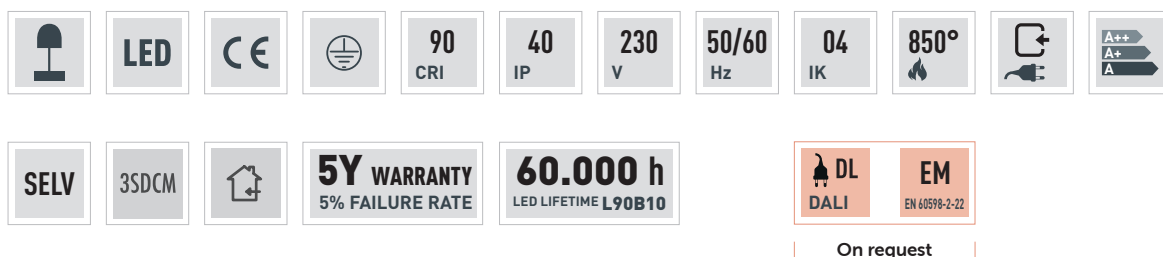 LED
CE
90
CRI
40
IP
230
V
50/60
Hz
04
IK
850°
A++
A+
A
SELV
3SDCM
5Y WARRANTY
5% FAILURE RATE
60.000 h
LED LIFETIME L90B10
DL
DALI
EM
EN 60598-2-22
On request